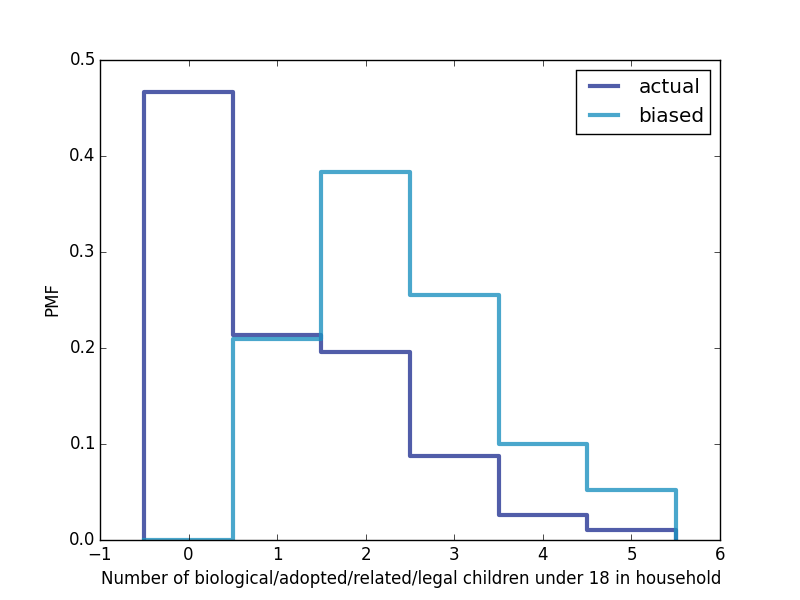 0.5
0.4
0.3
0.2
0.1
0.0
PMF
actual
biased
−1 0 1 2 3 4 5 6
Number of biological/adopted/related/legal children under 18 in household